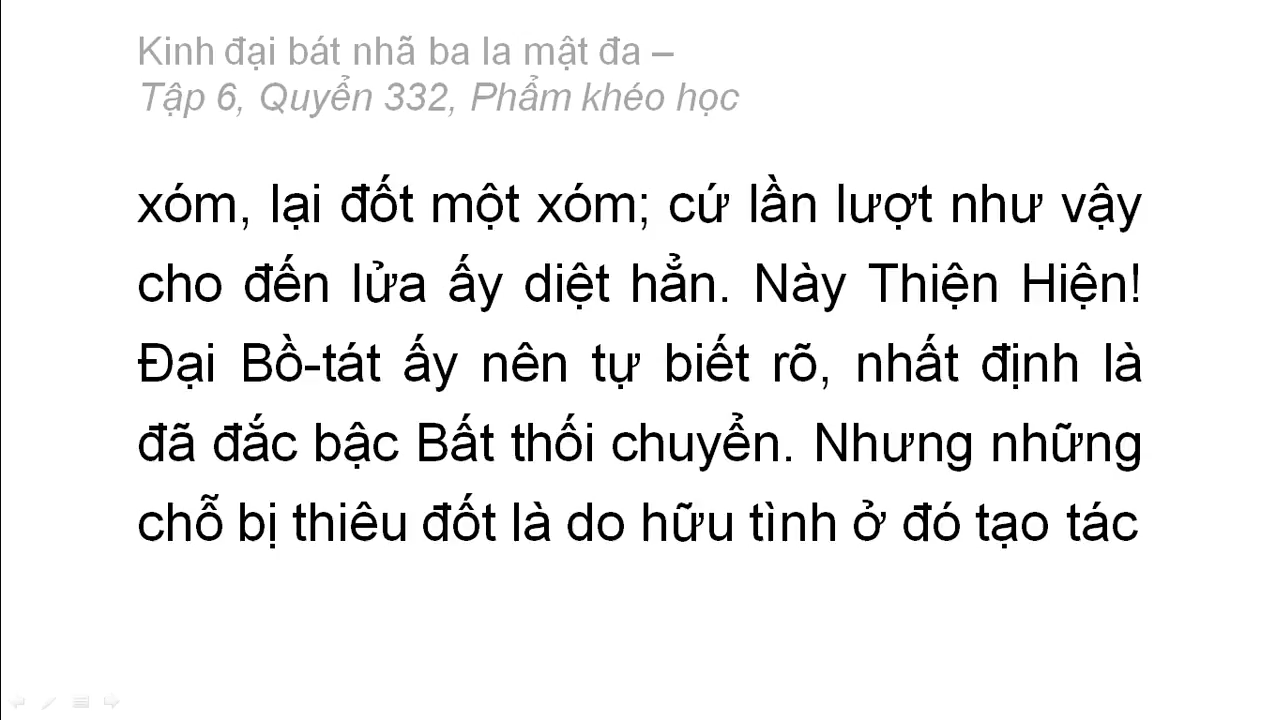 Kinh đại bát nhã ba la mật đa –
Tập 6, Quyển 332, Phẩm khéo học
xóm, lại đốt một xóm; cứ lần lượt như vậy
cho đến lửa ấy diệt hẳn. Này Thiện Hiện!
Đại Bồ-tát ấy nên tự biết rõ, nhất định là
đã đắc bậc Bất thối chuyển. Nhưng những
chỗ bị thiêu đốt là do hữu tình ở đó tạo tác